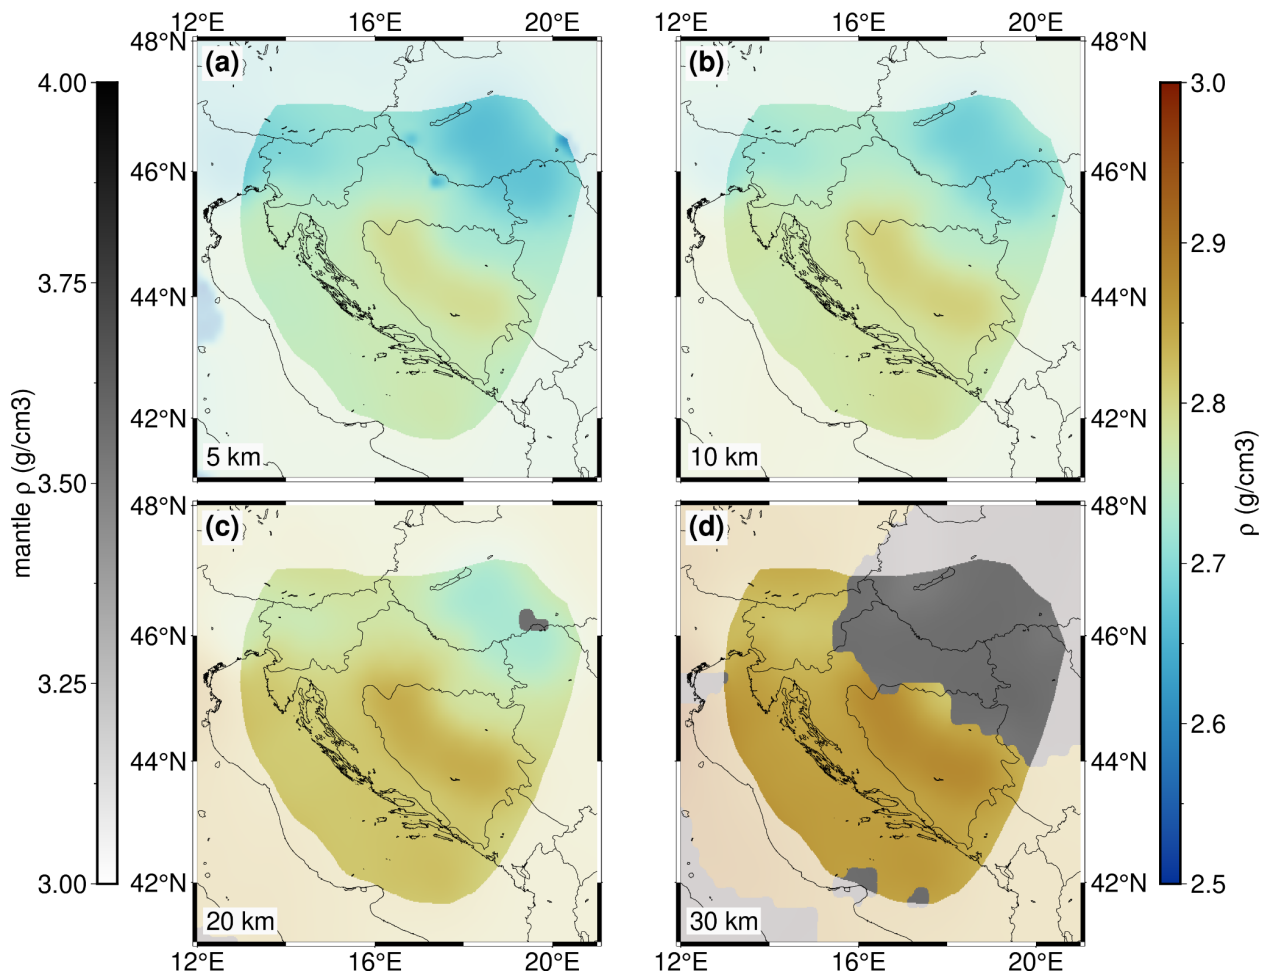 12°E 16°E 20°E 12°E 16°E 20°E
48°N (a) (b) 48°N
4.00 3.0
46°N 46°N
3.75 2.9
44°N 44°N
mantle ρ (g/cm3) 2.8 ρ (g/cm3)
42°N 42°N
5 km 10 km
3.50
48°N (c) (d) 48°N
2.7
46°N 46°N
3.25
2.6
44°N 44°N
3.00 42°N 42°N 2.5
20 km 30 km
12°E 16°E 20°E 12°E 16°E 20°E